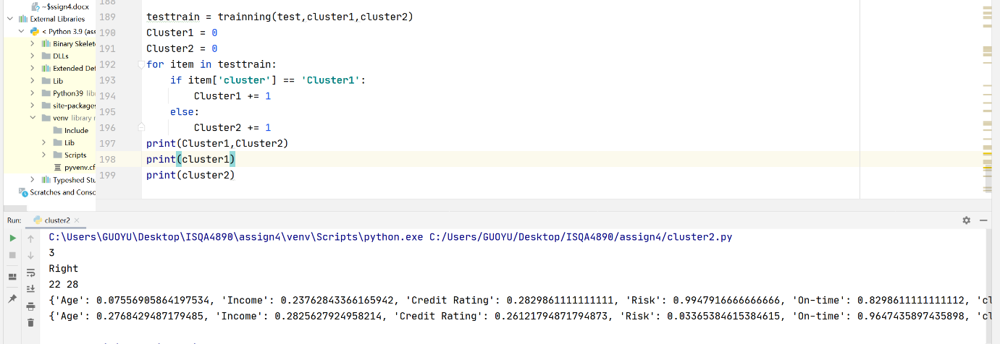 ~$ssign4.docx
External Libraries
< Python 3.9 (ass
Binary Skelet
DLLs
Extended Def
Lib
Python39 lib
site-packages
venv library r
Include
Lib
Scripts
pyvenv.cf
Typeshed Stu
Scratches and Conso
188
189 testtrain = trainning(test,cluster1,cluster2)
190 Cluster1 = 0
191 Cluster2 = 0
192 for item in testtrain:
193 if item['cluster'] == 'Cluster1':
194 Cluster1 += 1
195 else:
196 Cluster2 += 1
197 print(Cluster1,Cluster2)
198 print(cluster1)
199 print(cluster2)
Run: cluster2
C:\Users\GUOYU\Desktop\ISQA4890\assign4\venv\Scripts\python.exe C:/Users/GUOYU/Desktop/ISQA4890/assign4/cluster2.py
3
Right
22 28
{'Age': 0.07556905864197534, 'Income': 0.23762843366165942, 'Credit Rating': 0.2829861111111111, 'Risk': 0.9947916666666666, 'On-time': 0.8298611111111112, 'cl
{'Age': 0.2768429487179485, 'Income': 0.2825627924958214, 'Credit Rating': 0.26121794871794873, 'Risk': 0.03365384615384615, 'On-time': 0.9647435897435898, 'cl